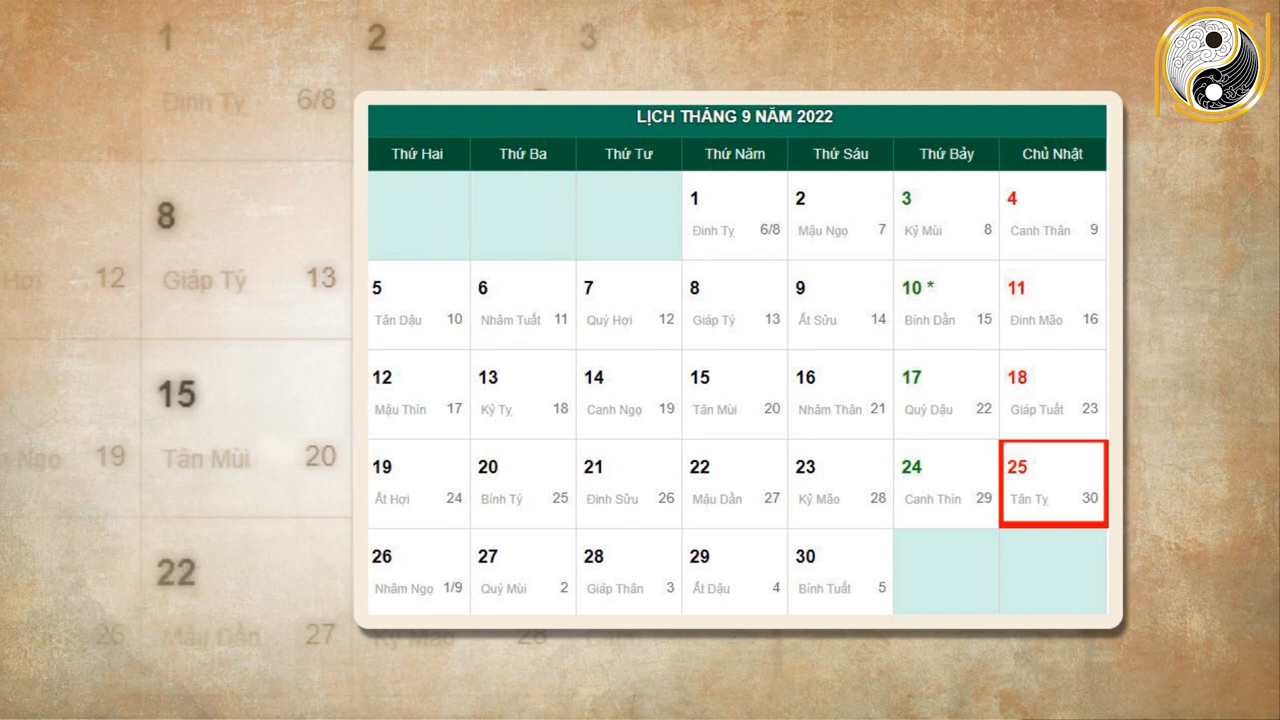 1 2 3
Đinh Tỵ 6/8
8
12 Giáp Tý 13
15
19 Tân Mùi 20
22
26 Mậu Dần 27 Kỷ Mão 28
LỊCH THÁNG 9 NĂM 2022
Thứ Hai Thứ Ba Thứ Tư Thứ Năm Thứ Sáu Thứ Bảy Chủ Nhật
1 2 3 4
Đinh Tỵ 6/8 Mậu Ngọ 7 Kỷ Mùi 8 Canh Thân 9
5 6 7 8 9 10 * 11
Tân Dậu 10 Nhâm Tuất 11 Quý Hợi 12 Giáp Tý 13 Ất Sửu 14 Bính Dần 15 Đinh Mão 16
12 13 14 15 16 17 18
Mậu Thìn 17 Kỷ Tỵ 18 Canh Ngọ 19 Tân Mùi 20 Nhâm Thân 21 Quý Dậu 22 Giáp Tuất 23
19 20 21 22 23 24 25
Ất Hợi 24 Bính Tý 25 Đinh Sửu 26 Mậu Dần 27 Kỷ Mão 28 Canh Thìn 29 Tân Tỵ 30
26 27 28 29 30
Nhâm Ngọ 1/9 Quý Mùi 2 Giáp Thân 3 Ất Dậu 4 Bính Tuất 5